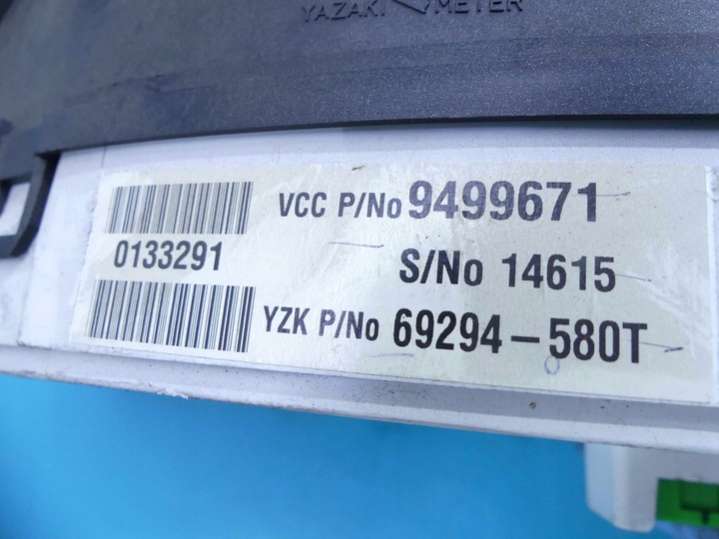 YAZAKI METER
VCC P/No 9499671
0133291
S/No 14615
YZK P/No 69294-580T